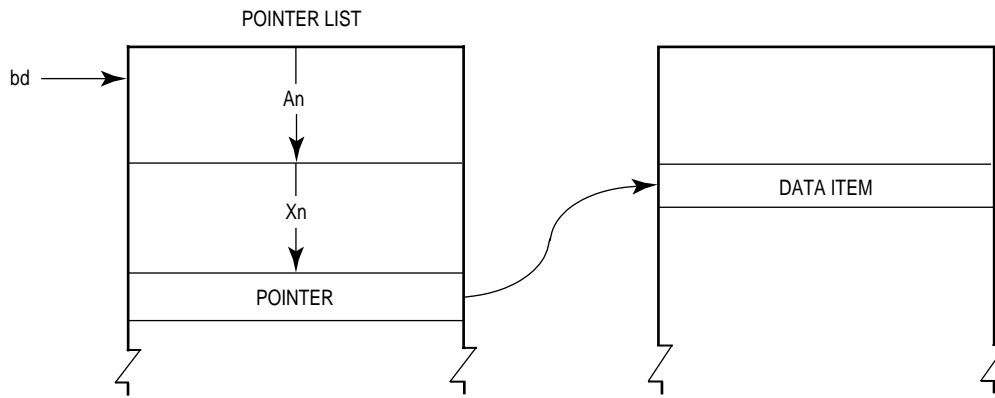 POINTER LIST
bd
An
Xn
DATA ITEM
POINTER